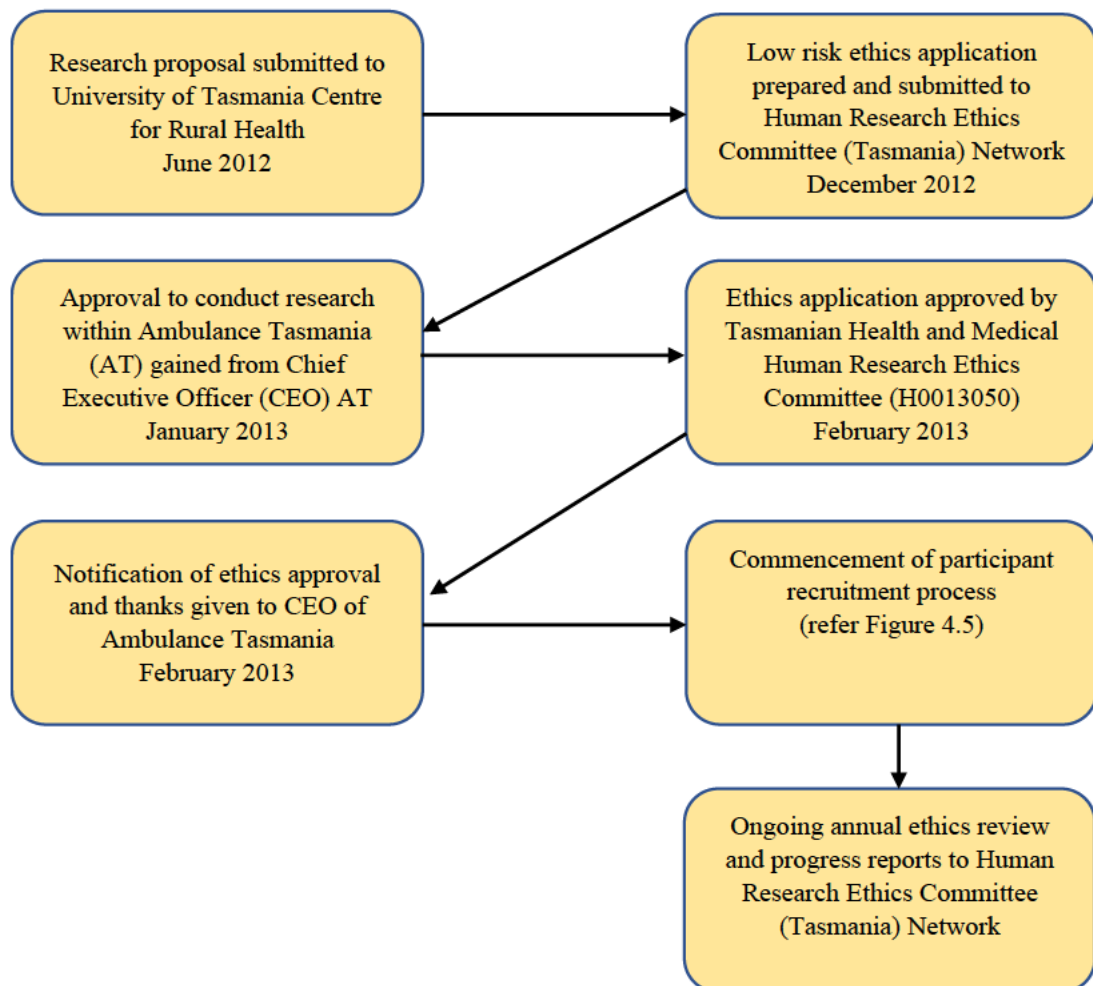 Research proposal submitted to
University of Tasmania Centre
for Rural Health
June 2012
Low risk ethics application
prepared and submitted to
Human Research Ethics
Committee (Tasmania) Network
December 2012
Approval to conduct research
within Ambulance Tasmania
(AT) gained from Chief
Executive Officer (CEO) AT
January 2013
Ethics application approved by
Tasmanian Health and Medical
Human Research Ethics
Committee (H0013050)
February 2013
Notification of ethics approval
and thanks given to CEO of
Ambulance Tasmania
February 2013
Commencement of participant
recruitment process
(refer Figure 4.5)
Ongoing annual ethics review
and progress reports to Human
Research Ethics Committee
(Tasmania) Network